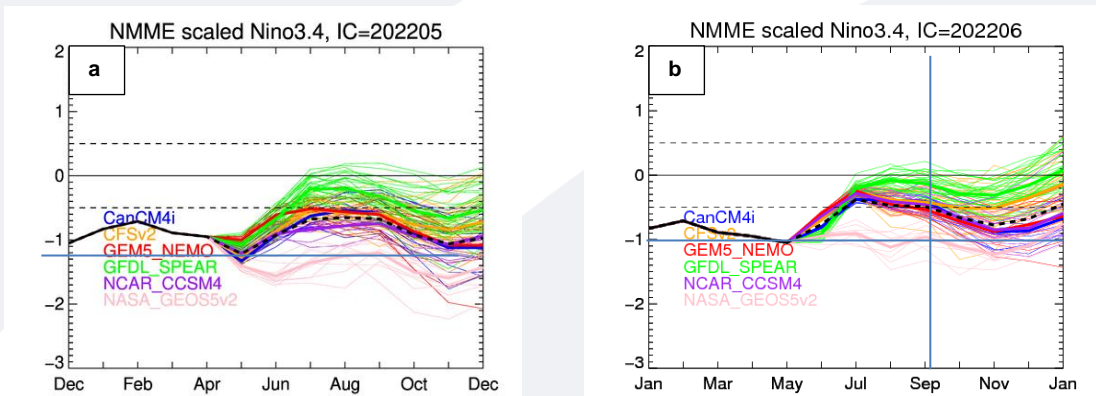 NMME scaled Nino3.4, IC=202205
a
2
1
0
−1
−2
−3
CanCM4i
CFSv2
GEM5_NEMO
GFDL_SPEAR
NCAR_CCSM4
NASA_GEOS5v2
Dec Feb Apr Jun Aug Oct Dec
NMME scaled Nino3.4, IC=202206
b
2
1
0
−1
−2
−3
CanCM4i
CFSv2
GEM5_NEMO
GFDL_SPEAR
NCAR_CCSM4
NASA_GEOS5v2
Jan Mar May Jul Sep Nov Jan